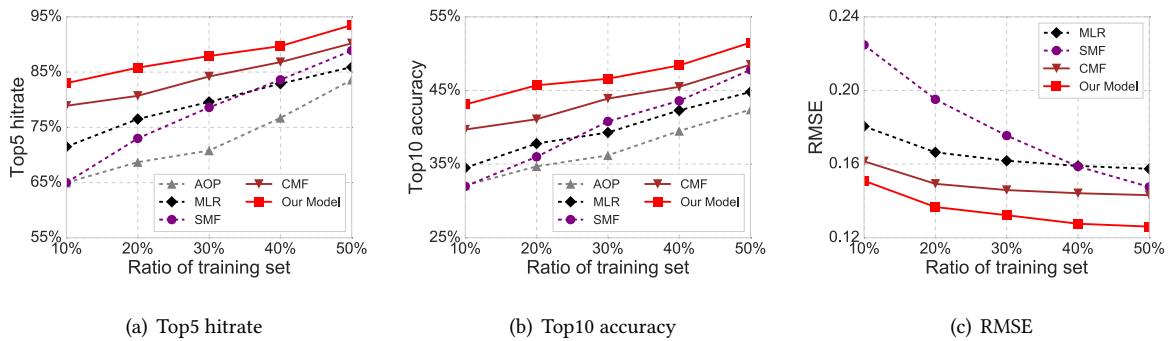 95%
85%
75%
65%
55%
Top5 hitrate
AOP
MLR
SMF
CMF
Our Model
10% 20% 30% 40% 50%
Ratio of training set
(a) Top5 hitrate
55%
45%
35%
25%
Top10 accuracy
AOP
MLR
SMF
CMF
Our Model
10% 20% 30% 40% 50%
Ratio of training set
(b) Top10 accuracy
0.24
0.20
0.16
0.12
RMSE
MLR
SMF
CMF
Our Model
10% 20% 30% 40% 50%
Ratio of training set
(c) RMSE